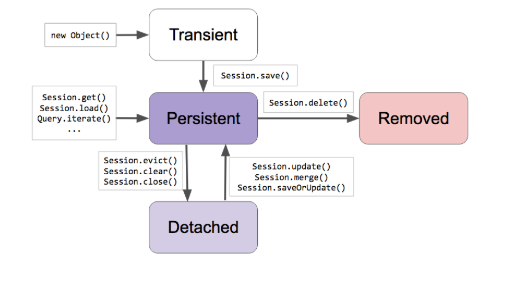 new Object()
Transient
Session.save()
Session.get()
Session.load()
Query.iterate()
...
Persistent
Session.delete()
Removed
Session.evict()
Session.clear()
Session.close()
Session.update()
Session.merge()
Session.saveOrUpdate()
Detached